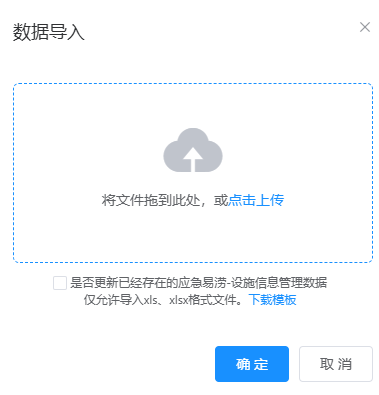 数据导入
将文件拖到此处，或点击上传
是否更新已经存在的应急易涝-设施信息管理数据
仅允许导入xls、xlsx格式文件。下载模板
确 定
取 消